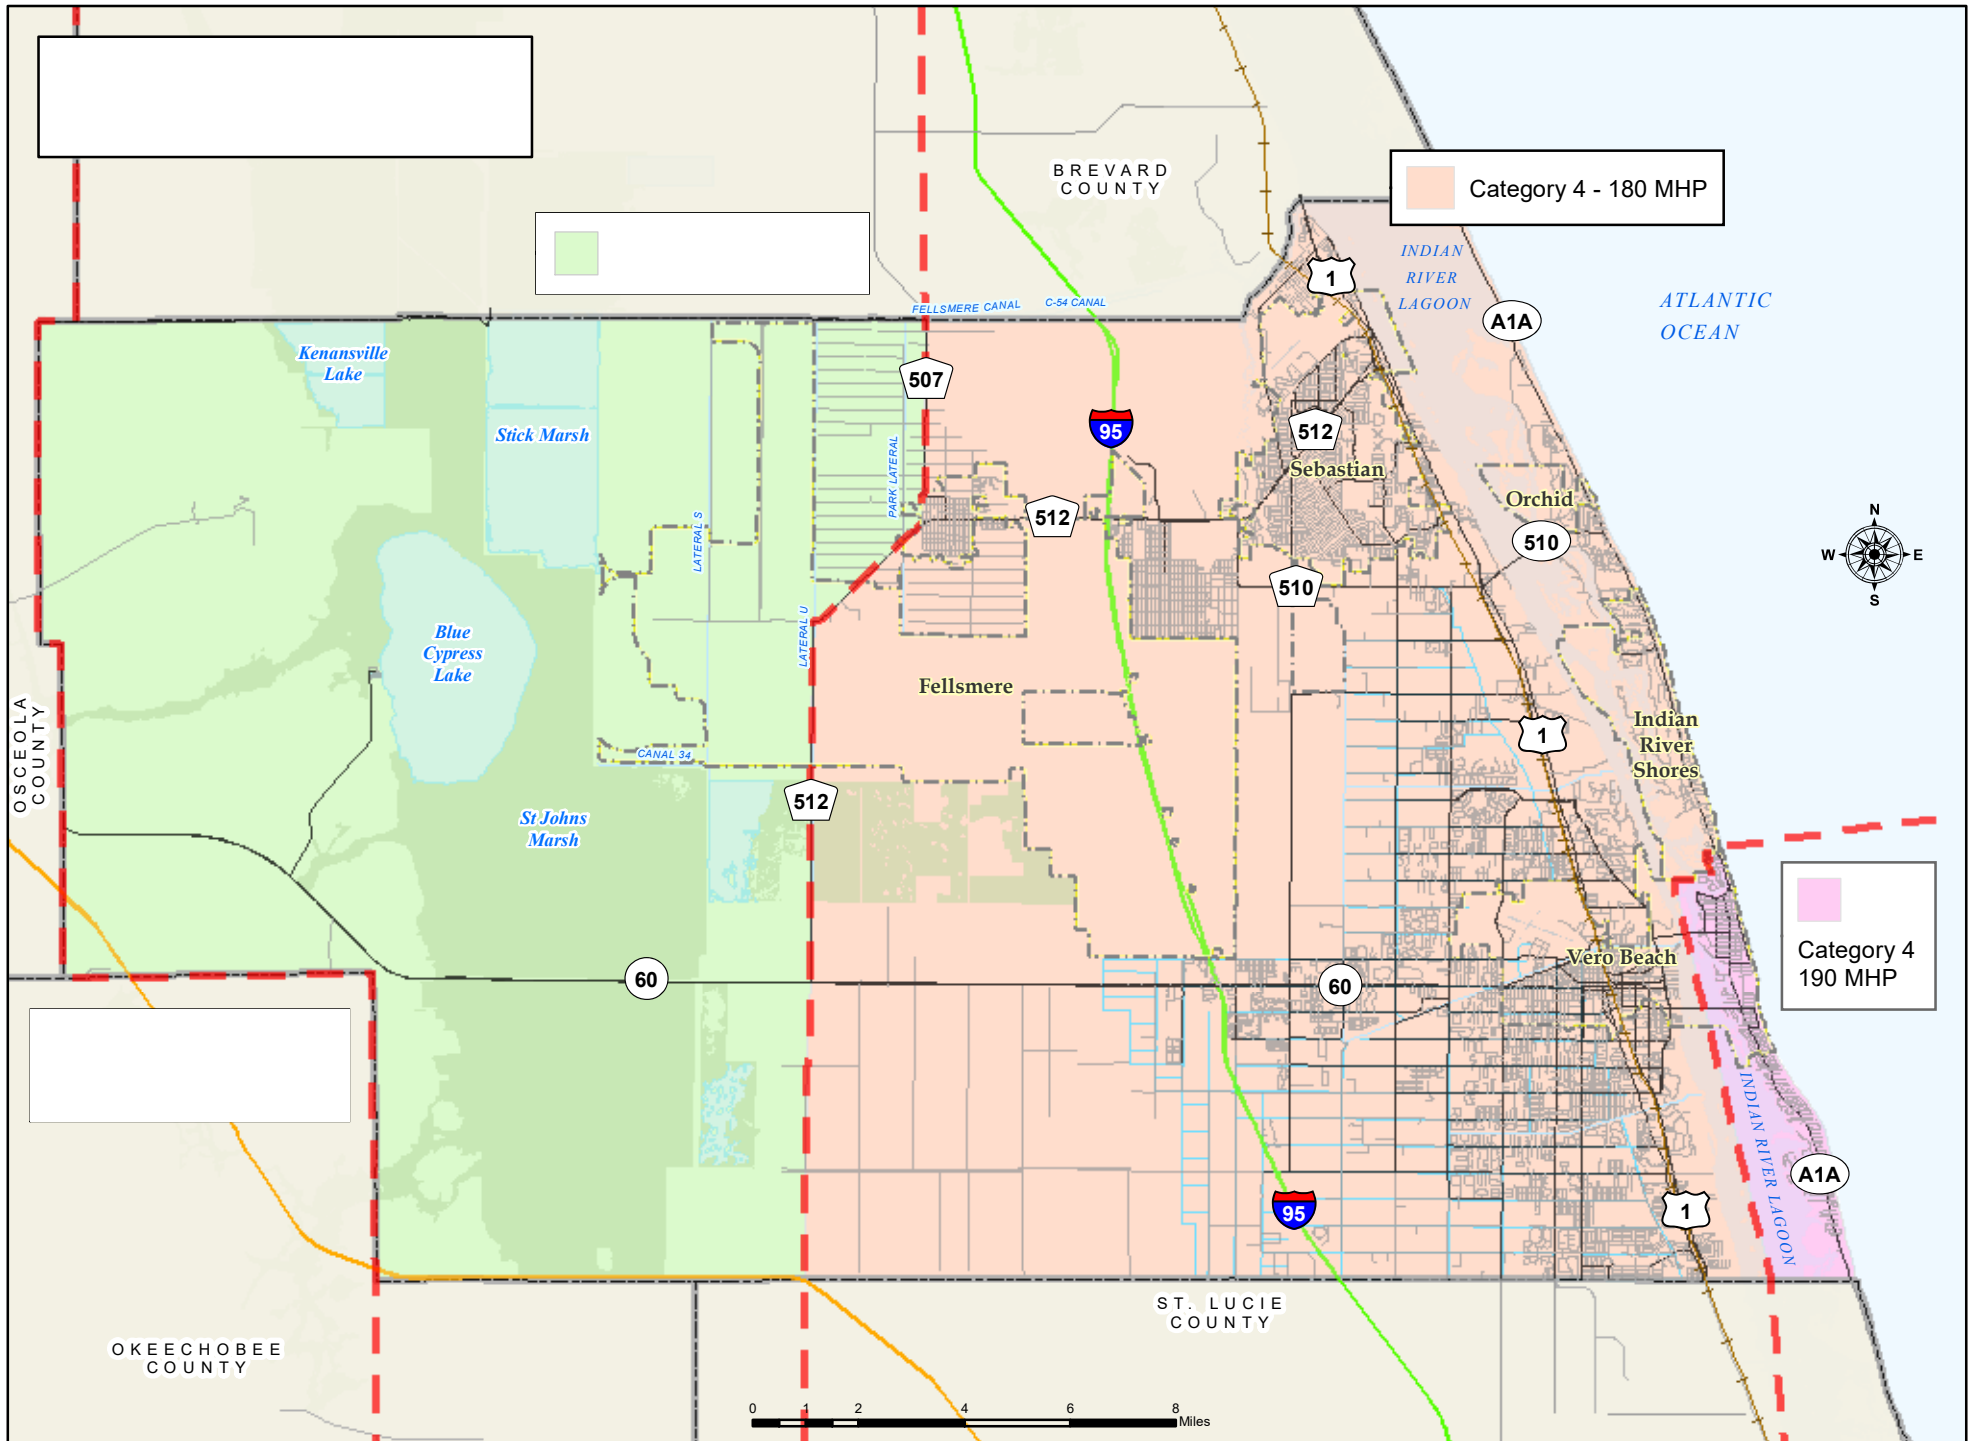 BREVARD
COUNTY
Category 4 - 180 MHP
INDIAN
RIVER
LAGOON
1
ATLANTIC
OCEAN
A1A
FELLSMERE CANAL
C-54 CANAL
Kenansville
Lake
507
Stick Marsh
95
512
Sebastian
PARK LATERAL
Orchid
512
510
N
W
E
S
LATERAL S
510
Blue
Cypress
Lake
LATERAL U
Fellsmere
OSCEOLA
COUNTY
Indian
River
Shores
1
CANAL 34
512
St Johns
Marsh
Category 4
190 MHP
Vero Beach
60
60
INDIAN RIVER LAGOON
A1A
95
1
ST. LUCIE
COUNTY
OKEECHOBEE
COUNTY
0 1 2 4 6 8
Miles